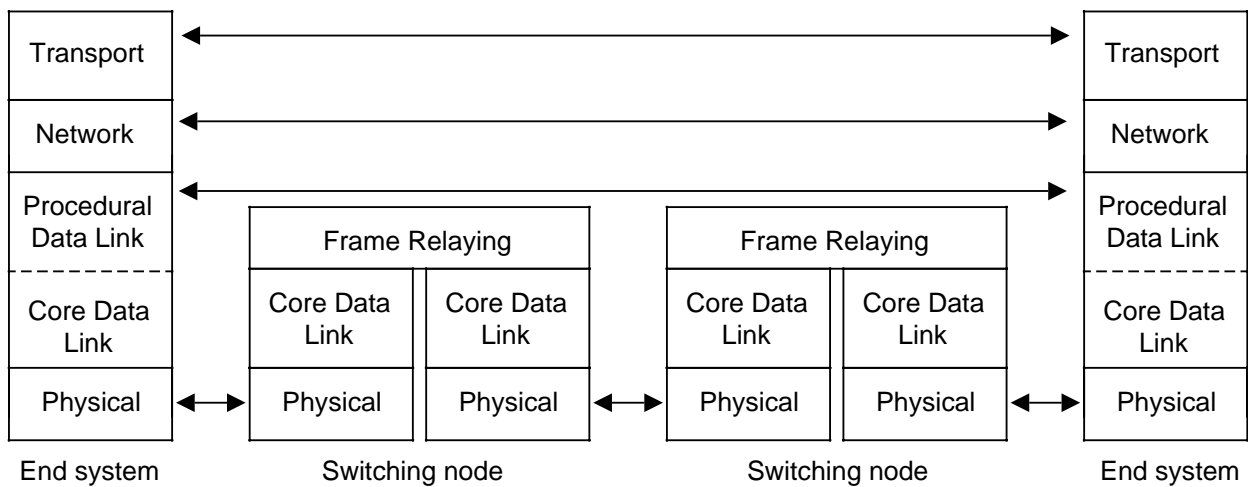 Transport
Transport
Network
Network
Procedural
Data Link
Procedural
Data Link
Frame Relaying
Frame Relaying
Core Data
Link
Core Data
Link
Core Data
Link
Core Data
Link
Core Data
Link
Core Data
Link
Physical
Physical
Physical
Physical
Physical
Physical
End system
Switching node
Switching node
End system